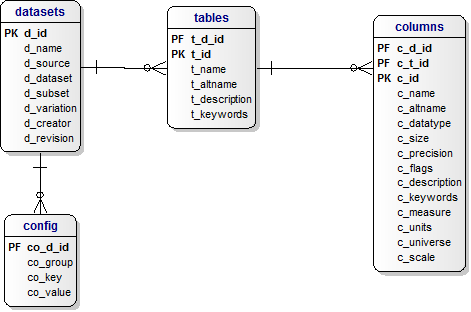 datasets
PK d_id
d_name
d_source
d_dataset
d_subset
d_variation
d_creator
d_revision
tables
PF t_d_id
PK t_id
t_name
t_altname
t_description
t_keywords
columns
PF c_d_id
PF c_t_id
PK c_id
c_name
c_altname
c_datatype
c_size
c_precision
c_flags
c_description
c_keywords
c_measure
c_units
c_universe
c_scale
config
PF co_d_id
co_group
co_key
co_value